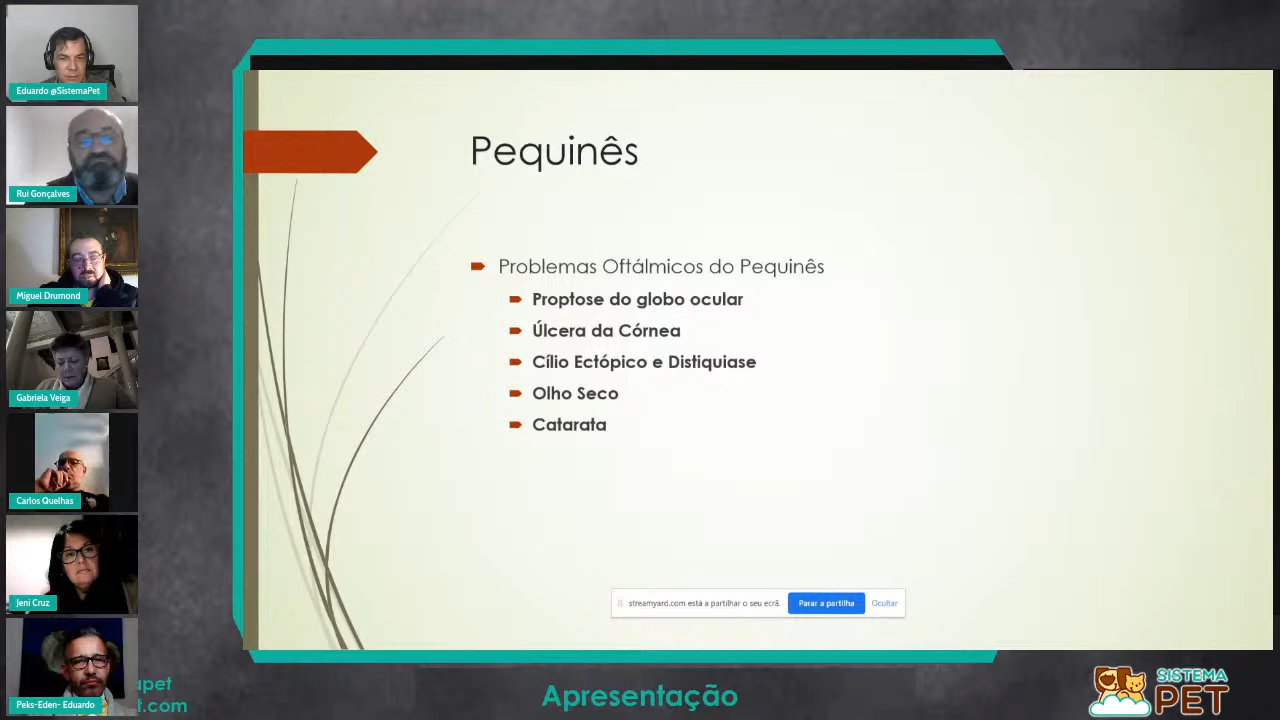 Eduardo @SistemaPet
Rui Gonçalves
Miguel Drumond
Gabriela Veiga
Carlos Quelhas
Jeni Cruz
Peks-Eden- Eduardo
Pequinês
Problemas Oftálmicos do Pequinês
Proptose do globo ocular
Úlcera da Córnea
Cílio Ectópico e Distiquiase
Olho Seco
Catarata
streamyard.com está a partilhar o seu ecrã. Parar a partilha Ocultar
apet
t.com
Apresentação
SISTEMA
PET